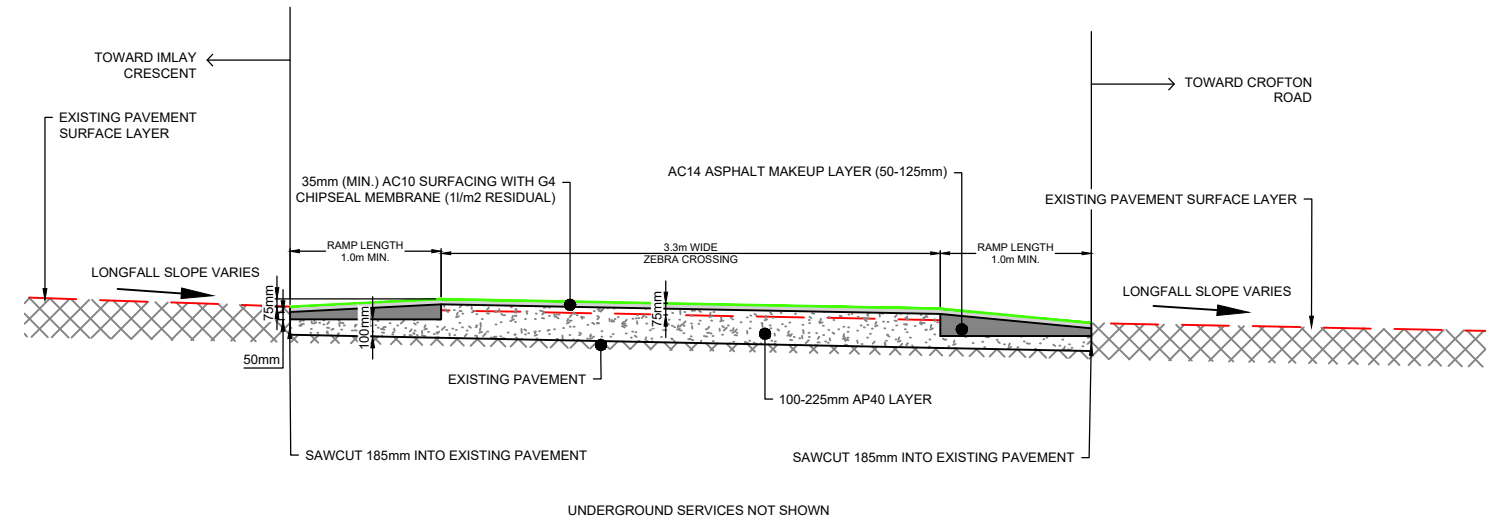 TOWARD IMLAY
CRESCENT
TOWARD CROFTON
ROAD
EXISTING PAVEMENT
SURFACE LAYER
35mm (MIN.) AC10 SURFACING WITH G4
CHIPSEAL MEMBRANE (1l/m2 RESIDUAL)
AC14 ASPHALT MAKEUP LAYER (50-125mm)
EXISTING PAVEMENT SURFACE LAYER
RAMP LENGTH
1.0m MIN.
3.3m WIDE
ZEBRA CROSSING
RAMP LENGTH
1.0m MIN.
LONGFALL SLOPE VARIES
LONGFALL SLOPE VARIES
75mm
100mm
75mm
50mm
EXISTING PAVEMENT
100-225mm AP40 LAYER
SAWCUT 185mm INTO EXISTING PAVEMENT
SAWCUT 185mm INTO EXISTING PAVEMENT
UNDERGROUND SERVICES NOT SHOWN